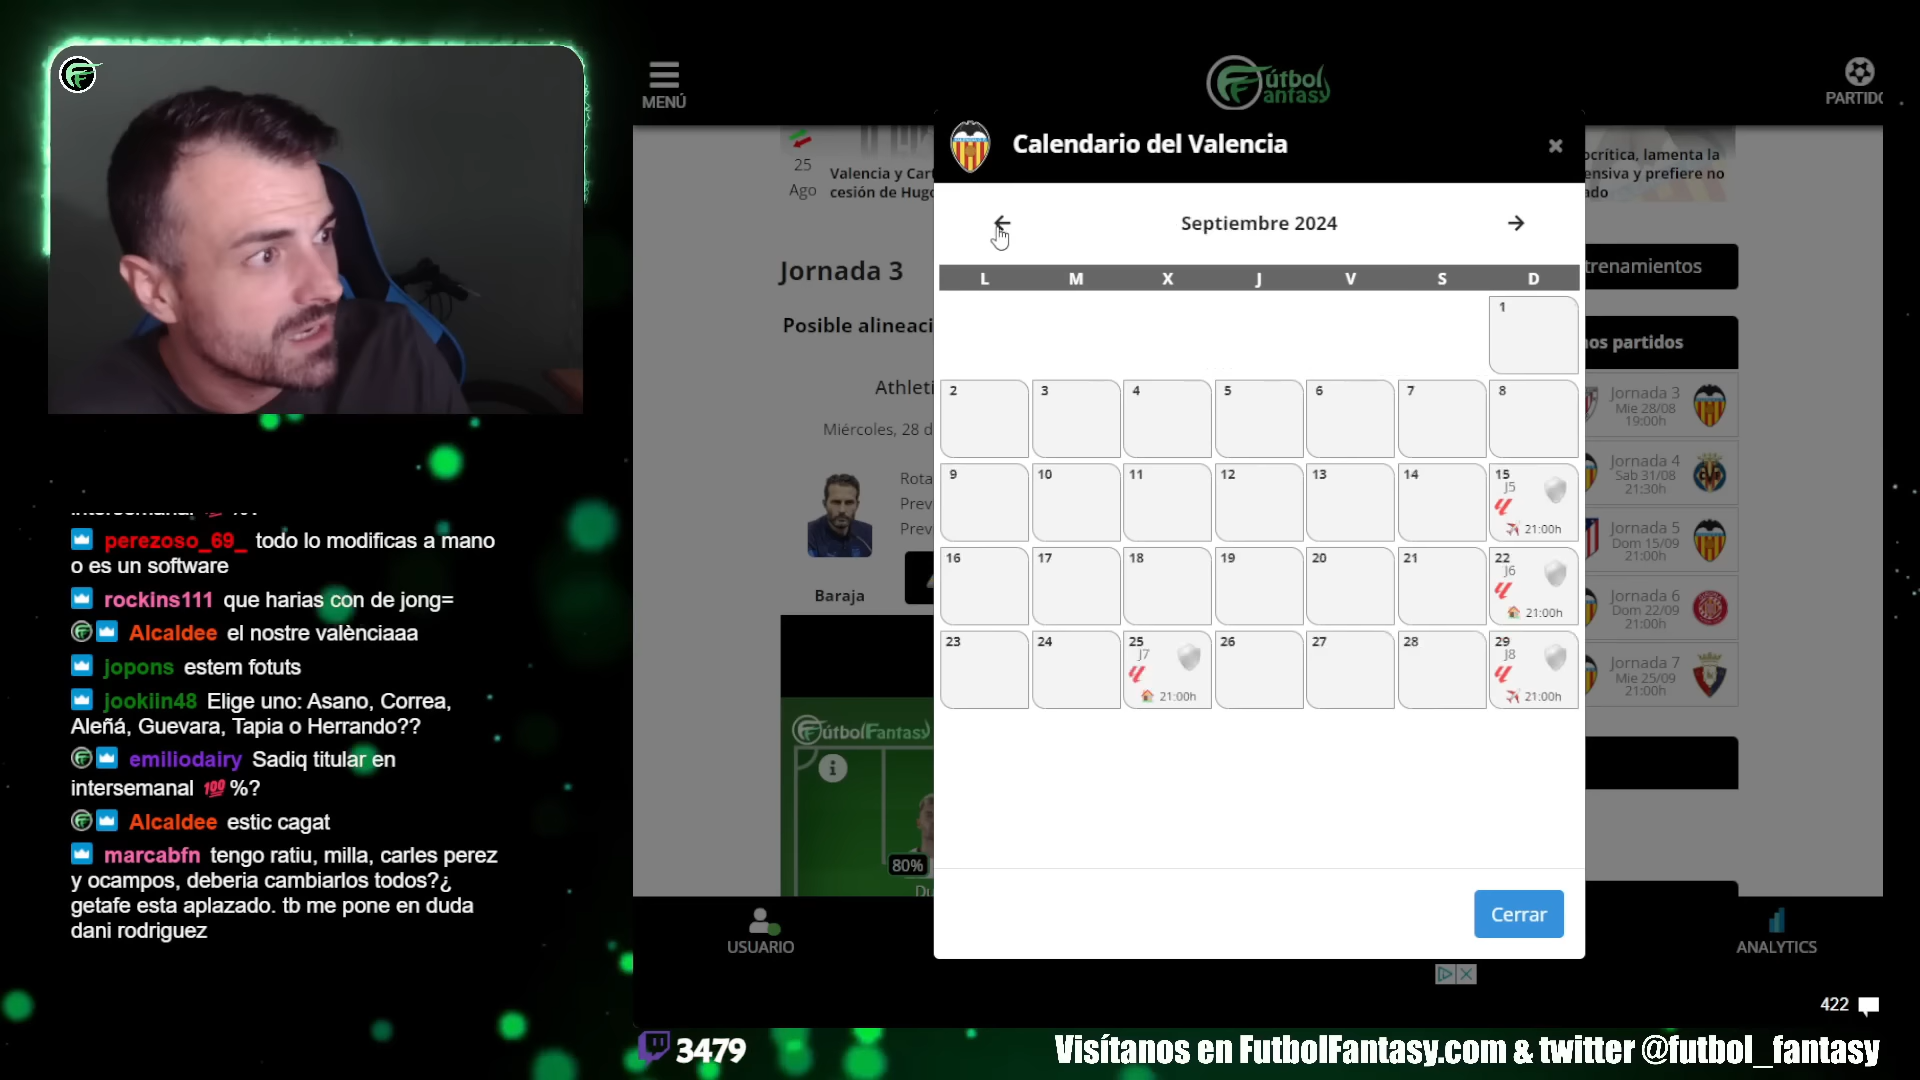 MENÚ
Fútbol
Fantasy
PARTIDO
25
Ago
Valencia y Cart
cesión de Hugo
Calendario del Valencia
×
ocrítica, lamenta la
ensiva y prefiere no
ado
Septiembre 2024
Jornada 3
Posible alineaci
Athleti
Miércoles, 28 d
Rota
Prev
Prev
Baraja
L M X J V S D
1
2 3 4 5 6 7 8
9 10 11 12 13 14 15
J5
21:00h
16 17 18 19 20 21 22
J6
21:00h
23 24 25 26 27 28 29
J7 J8
21:00h 21:00h
Cerrar
trenamientos
os partidos
Jornada 3
Mie 28/08
19:00h
Jornada 4
Sab 31/08
21:30h
Jornada 5
Dom 15/09
21:00h
Jornada 6
Dom 22/09
21:00h
Jornada 7
Mie 25/09
21:00h
FútbolFantasy
i
80%
Du
USUARIO
ANALYTICS
perezoso_69_ todo lo modificas a mano
o es un software
rockins111 que harias con de jong=
Alcaldee el nostre valènciaaa
jopons estem fotuts
jookiin48 Elige uno: Asano, Correa,
Aleñá, Guevara, Tapia o Herrando??
emiliodairy Sadiq titular en
intersemanal 💯%?
Alcaldee estic cagat
marcabfn tengo ratiu, milla, carles perez
y ocampos, deberia cambiarlos todos?¿
getafe esta aplazado. tb me pone en duda
dani rodriguez
422
3479
Visítanos en FutbolFantasy.com & twitter @futbol_fantasy